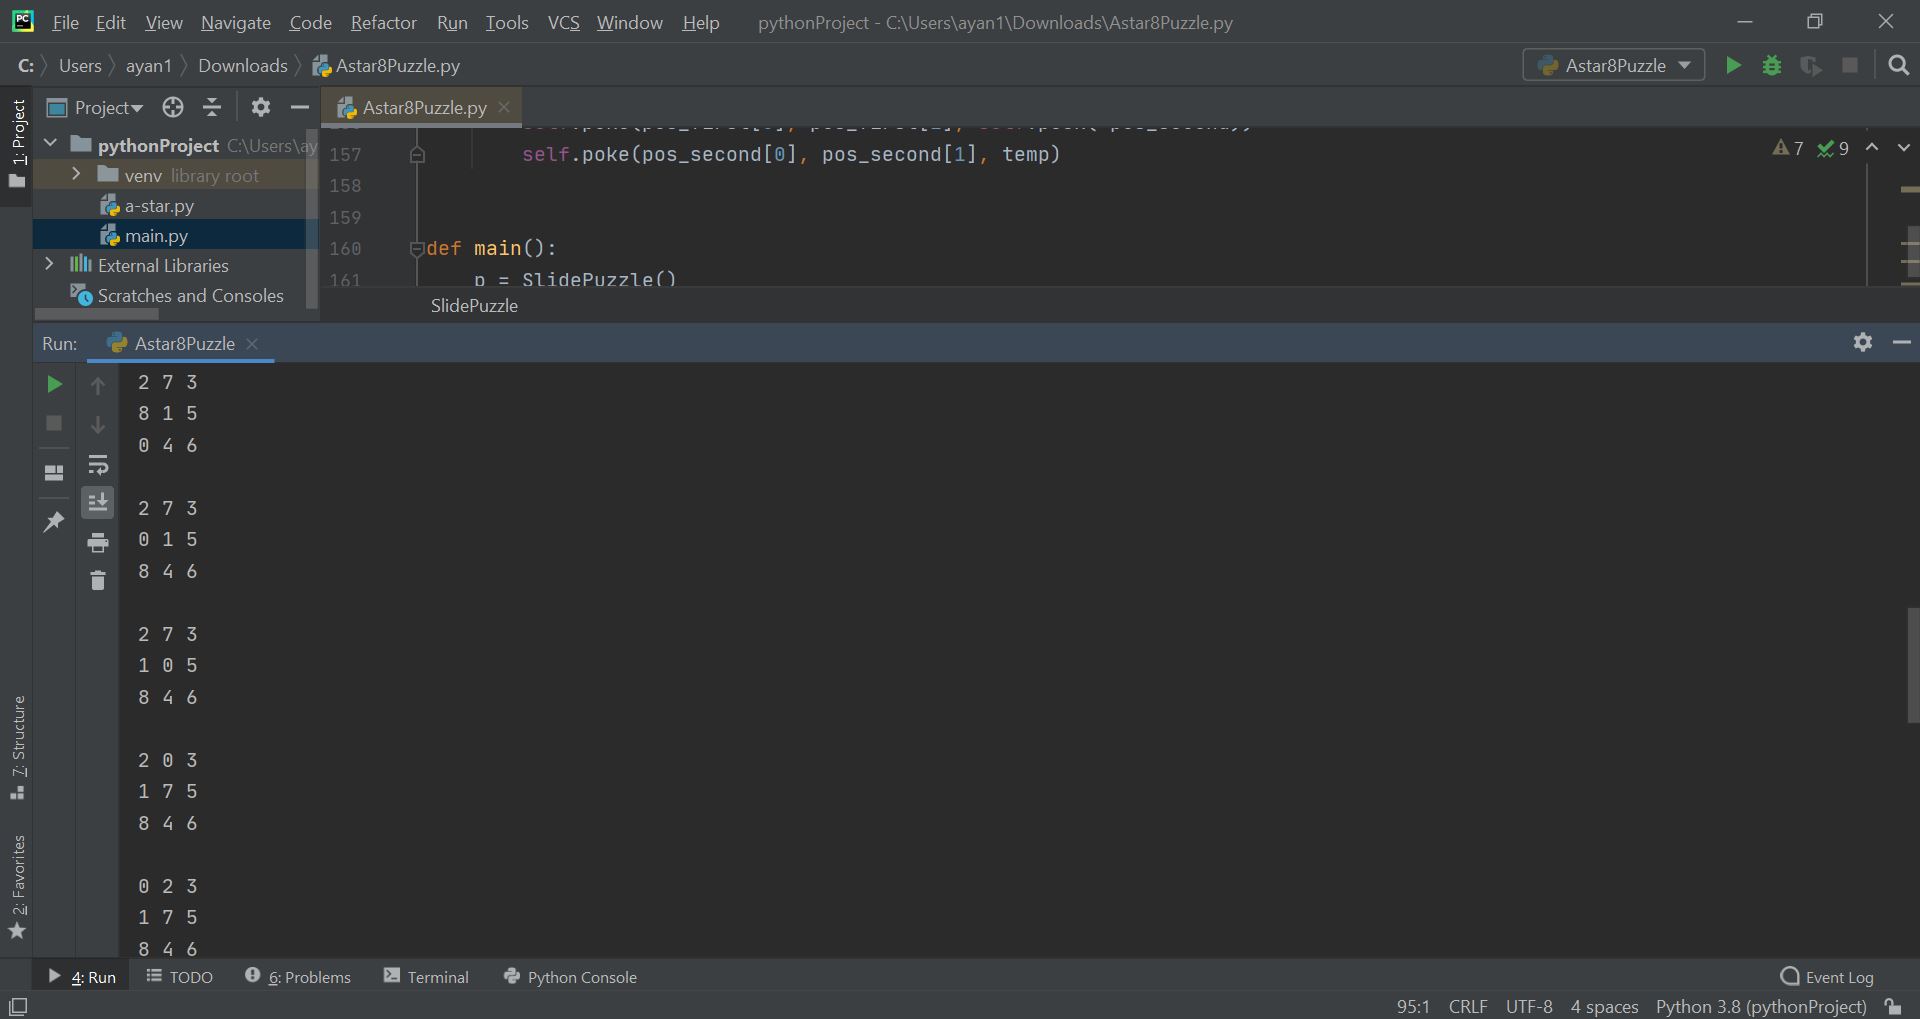 PC File Edit View Navigate Code Refactor Run Tools VCS Window Help pythonProject - C:\Users\ayan1\Downloads\Astar8Puzzle.py
C: Users ayan1 Downloads Astar8Puzzle.py Astar8Puzzle
1: Project
Project Astar8Puzzle.py
pythonProject C:\Users\ay
venv library root
a-star.py
main.py
External Libraries
Scratches and Consoles
157 self.poke(pos_second[0], pos_second[1], temp)
7 9
158
159
160 def main():
161 p = SlidePuzzle()
SlidePuzzle
Run: Astar8Puzzle
2 7 3
8 1 5
0 4 6
2 7 3
0 1 5
8 4 6
2 7 3
1 0 5
8 4 6
2 0 3
1 7 5
8 4 6
0 2 3
1 7 5
8 4 6
7: Structure
2: Favorites
4: Run TODO 6: Problems Terminal Python Console Event Log
95:1 CRLF UTF-8 4 spaces Python 3.8 (pythonProject)